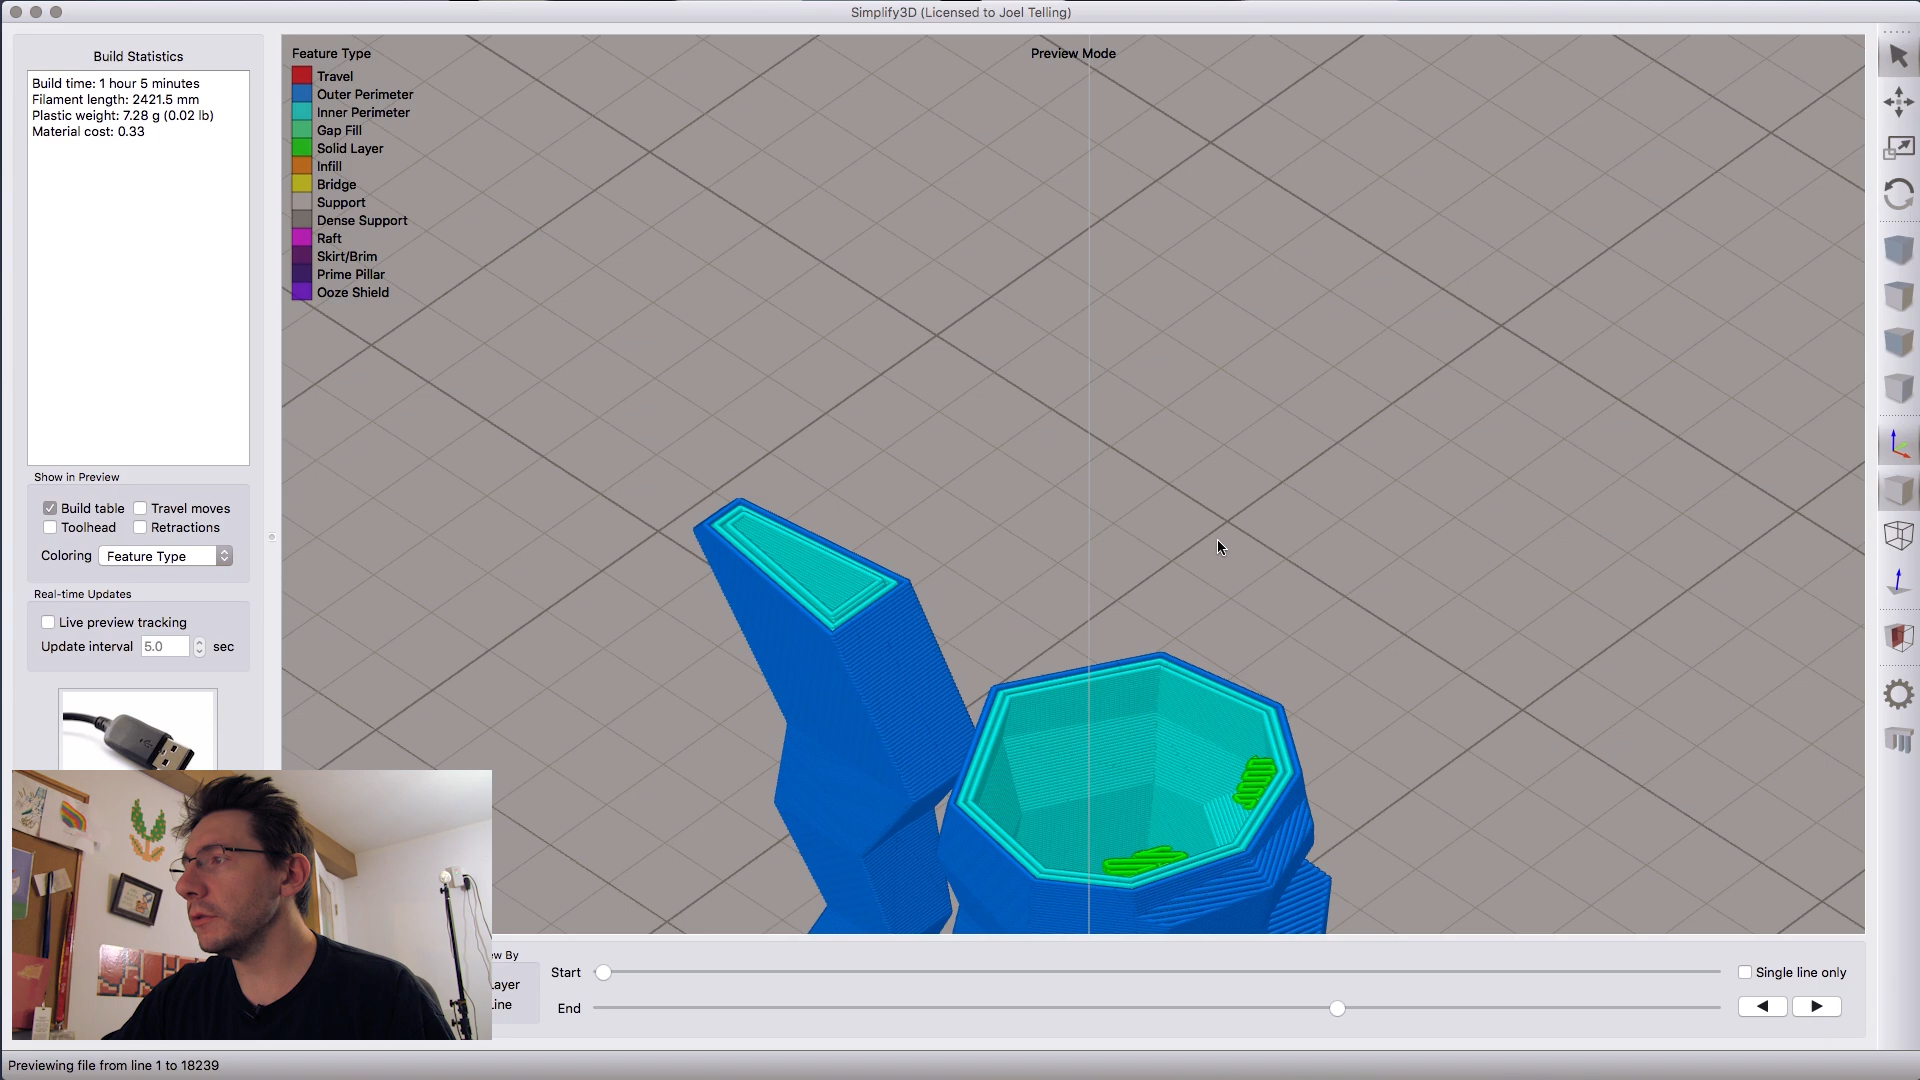 Simplify3D (Licensed to Joel Telling)
Build Statistics
Build time: 1 hour 5 minutes
Filament length: 2421.5 mm
Plastic weight: 7.28 g (0.02 lb)
Material cost: 0.33
Feature Type
Travel
Outer Perimeter
Inner Perimeter
Gap Fill
Solid Layer
Infill
Bridge
Support
Dense Support
Raft
Skirt/Brim
Prime Pillar
Ooze Shield
Preview Mode
Show in Preview
Build table
Travel moves
Toolhead
Retractions
Coloring
Feature Type
Real-time Updates
Live preview tracking
Update interval 5.0 sec
ew By
ayer
ine
Start
End
Single line only
Previewing file from line 1 to 18239